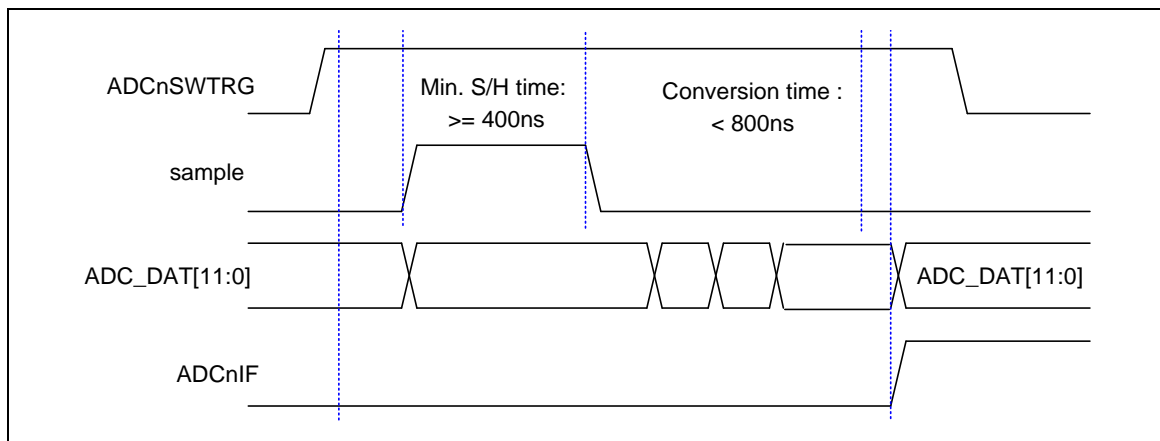 ADCnSWTRG
Min. S/H time:
>= 400ns
Conversion time :
< 800ns
sample
ADC_DAT[11:0]
ADC_DAT[11:0]
ADCnIF